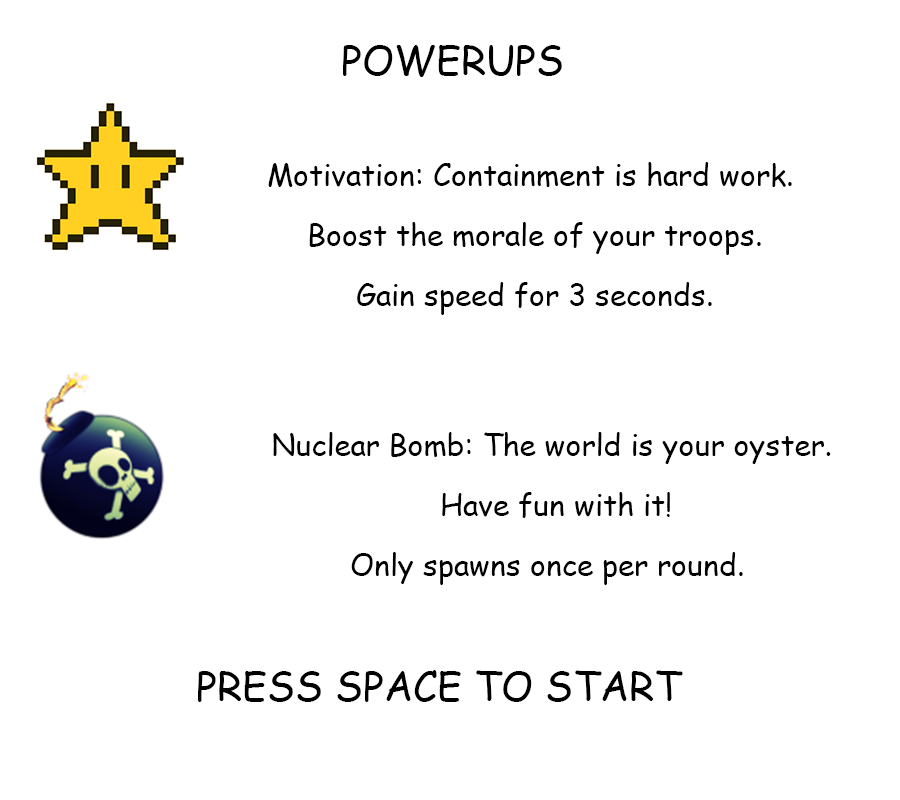 POWERUPS
Motivation: Containment is hard work.
Boost the morale of your troops.
Gain speed for 3 seconds.
Nuclear Bomb: The world is your oyster.
Have fun with it!
Only spawns once per round.
PRESS SPACE TO START